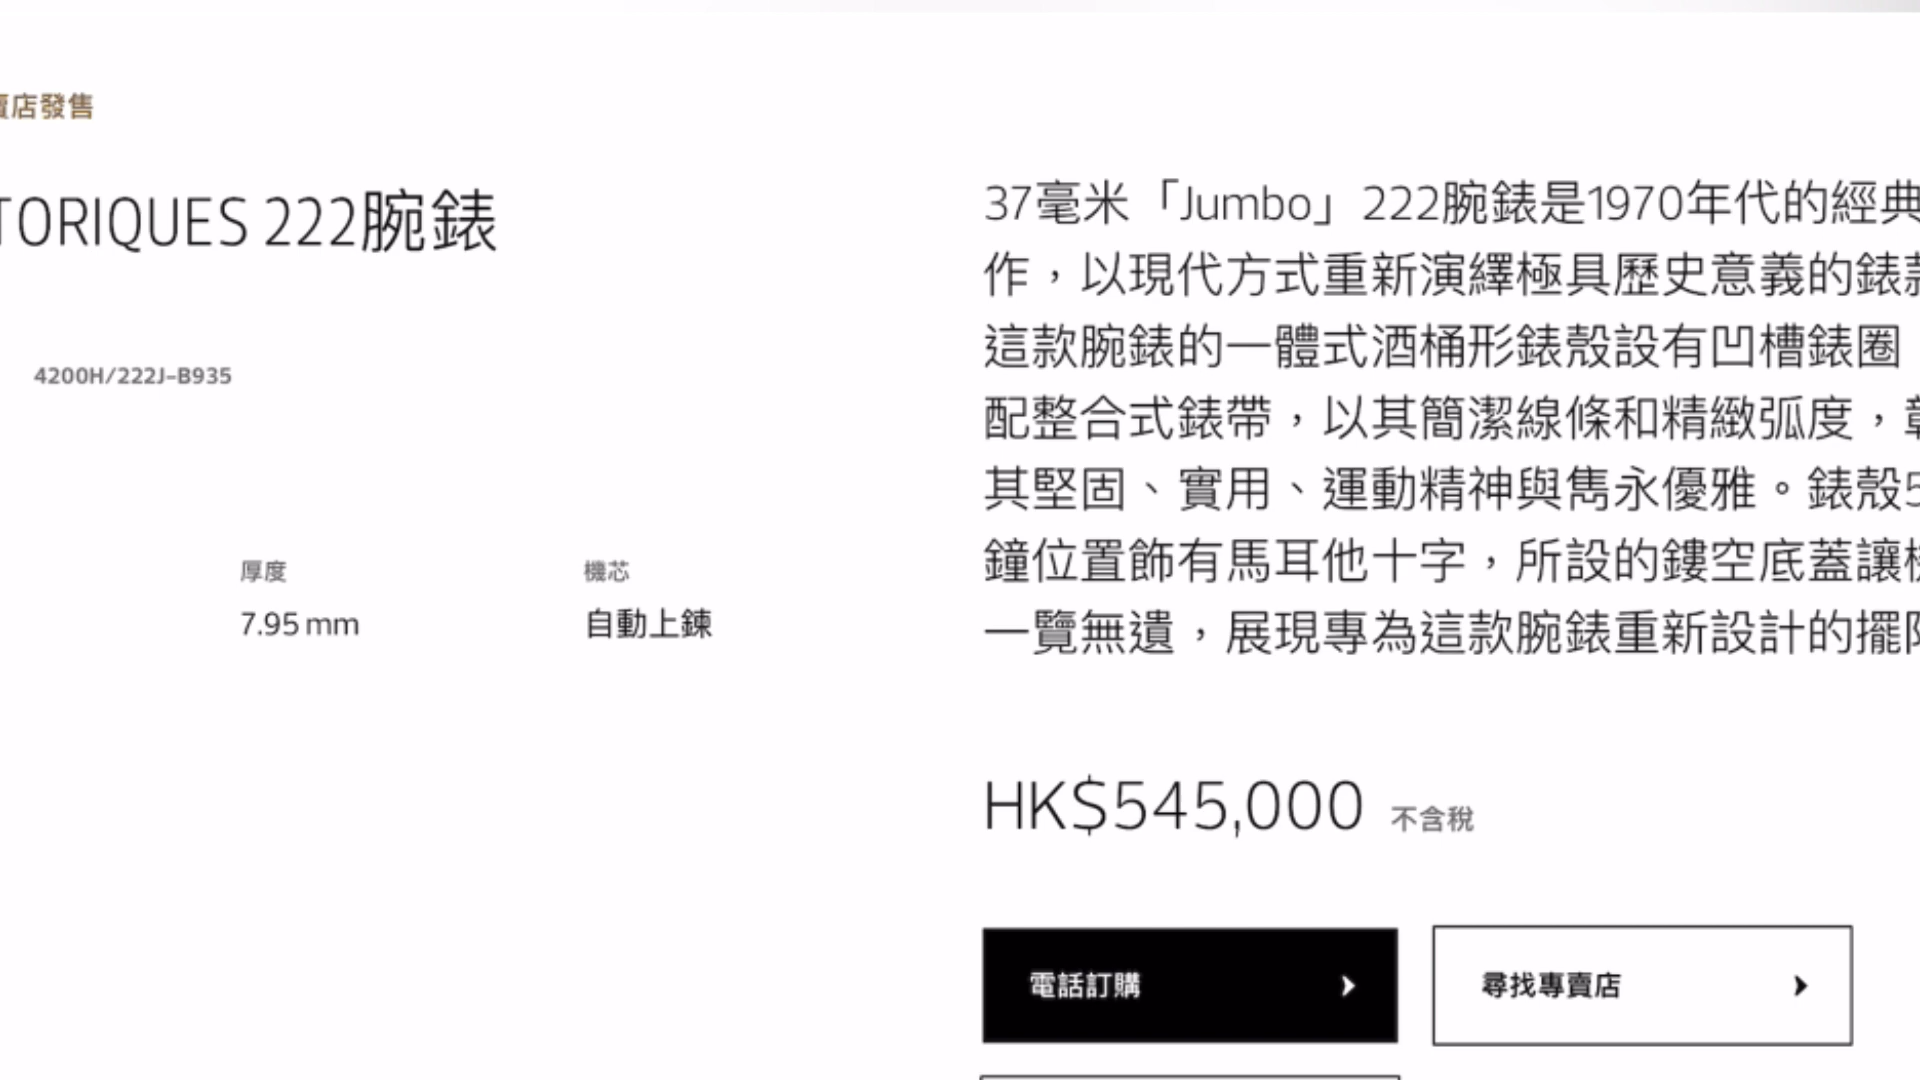 賣店發售
TORIQUES 222腕錶
4200H/222J-B935
厚度
7.95 mm
機芯
自動上鍊
37毫米「Jumbo」222腕錶是1970年代的經典
作，以現代方式重新演繹極具歷史意義的錶款
這款腕錶的一體式酒桶形錶殼設有凹槽錶圈
配整合式錶帶，以其簡潔線條和精緻弧度，
其堅固、實用、運動精神與雋永優雅。錶殼5
鐘位置飾有馬耳他十字，所設的鏤空底蓋讓
一覽無遺，展現專為這款腕錶重新設計的擺
HK$545,000 不含稅
電話訂購
尋找專賣店